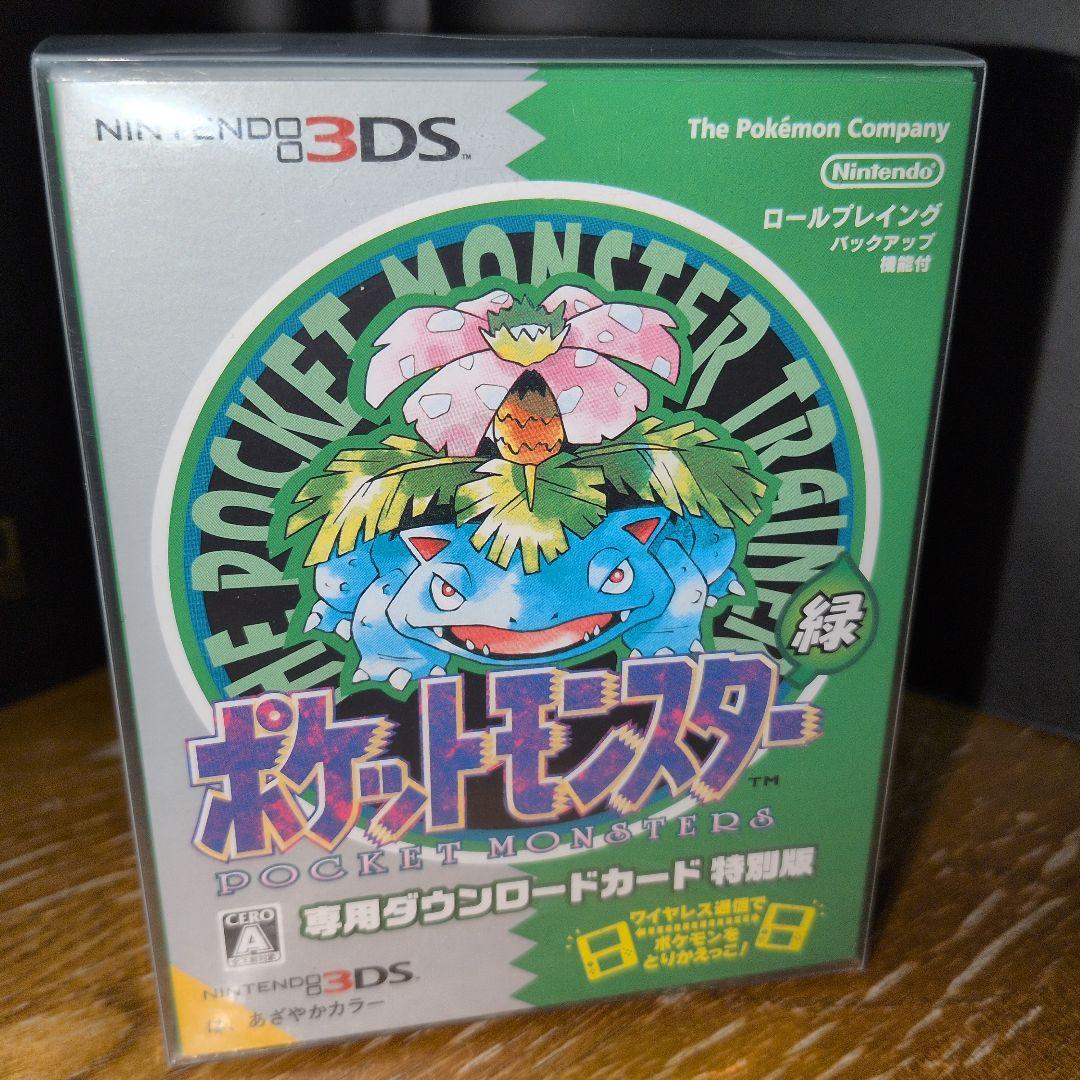 NINTENDO 3DS™
The Pokémon Company
Nintendo®
ロールプレイング
バックアップ
機能付
THE POCKET MONSTER TRAINER
緑
ポケットモンスター™
POCKET MONSTERS
専用ダウンロードカード 特別版
ワイヤレス通信で
ポケモンを
とりかえっこ!
CERO
A
NINTENDO 3DS
は、あざやかカラー